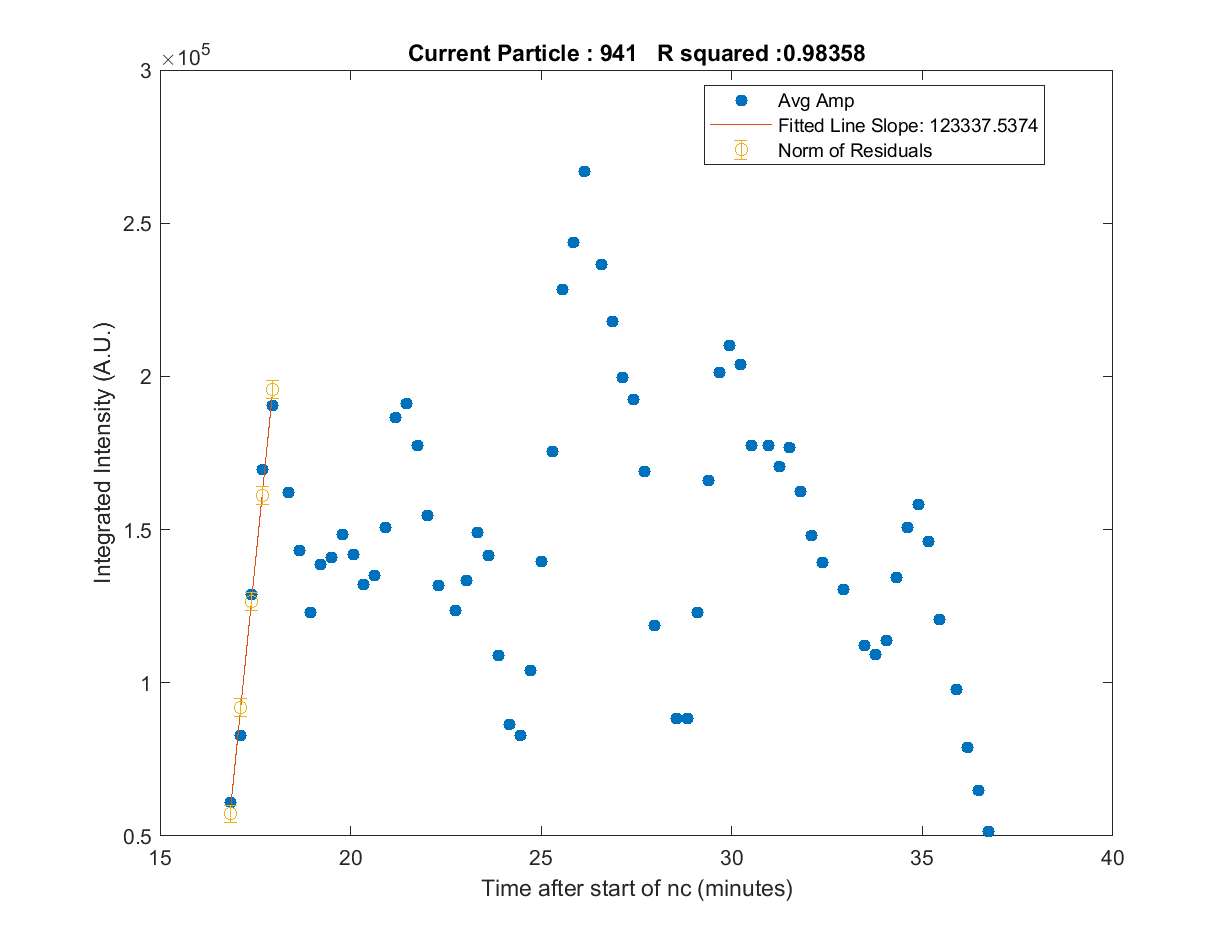 Current Particle : 941 R squared :0.98358
×10^5
3
2.5
2
1.5
1
0.5
15 20 25 30 35 40
Time after start of nc (minutes)
Integrated Intensity (A.U.)
Avg Amp
Fitted Line Slope: 123337.5374
Norm of Residuals